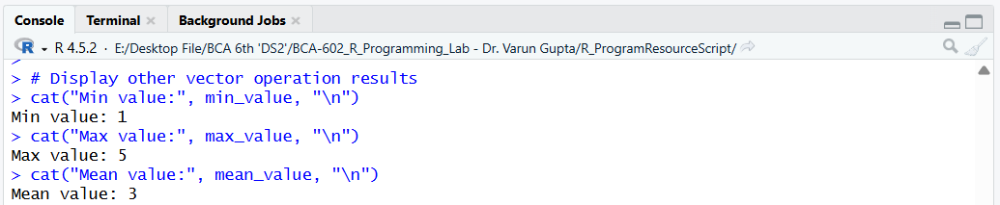 Console Terminal × Background Jobs ×
R R 4.5.2 · E:/Desktop File/BCA 6th 'DS2'/BCA-602_R_Programming_Lab - Dr. Varun Gupta/R_ProgramResourceScript/
>
> # Display other vector operation results
> cat("Min value:", min_value, "\n")
Min value: 1
> cat("Max value:", max_value, "\n")
Max value: 5
> cat("Mean value:", mean_value, "\n")
Mean value: 3